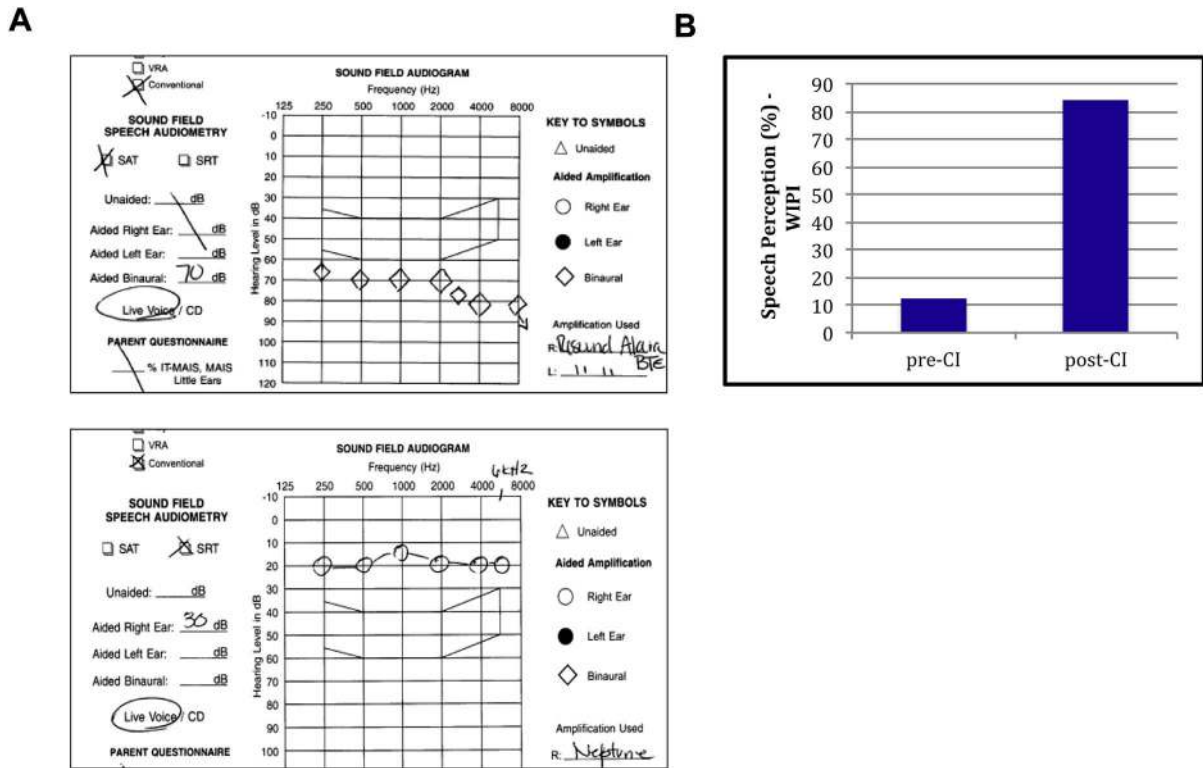 A
B
VRA
Conventional
SOUND FIELD
SPEECH AUDIOMETRY
SAT SRT
Unaided: dB
Aided Right Ear: dB
Aided Left Ear: dB
Aided Binaural: 70 dB
Live Voice / CD
PARENT QUESTIONNAIRE
% IT-MAIS, MAIS
Little Ears
SOUND FIELD AUDIOGRAM
Frequency (Hz)
125 250 500 1000 2000 4000 8000
Hearing Level in dB
-10
0
10
20
30
40
50
60
70
80
90
100
110
120
KEY TO SYMBOLS
Unaided
Aided Amplification
Right Ear
Left Ear
Binaural
Amplification Used
R: BTE
L: 11 11
Speech Perception (%) -
WIPI
90
80
70
60
50
40
30
20
10
0
pre-CI post-CI
VRA
Conventional
SOUND FIELD
SPEECH AUDIOMETRY
SAT SRT
Unaided: dB
Aided Right Ear: 30 dB
Aided Left Ear: dB
Aided Binaural: dB
Live Voice / CD
PARENT QUESTIONNAIRE
SOUND FIELD AUDIOGRAM
Frequency (Hz)
6kHz
125 250 500 1000 2000 4000 8000
Hearing Level in dB
-10
0
10
20
30
40
50
60
70
80
90
100
KEY TO SYMBOLS
Unaided
Aided Amplification
Right Ear
Left Ear
Binaural
Amplification Used
R: Neptune